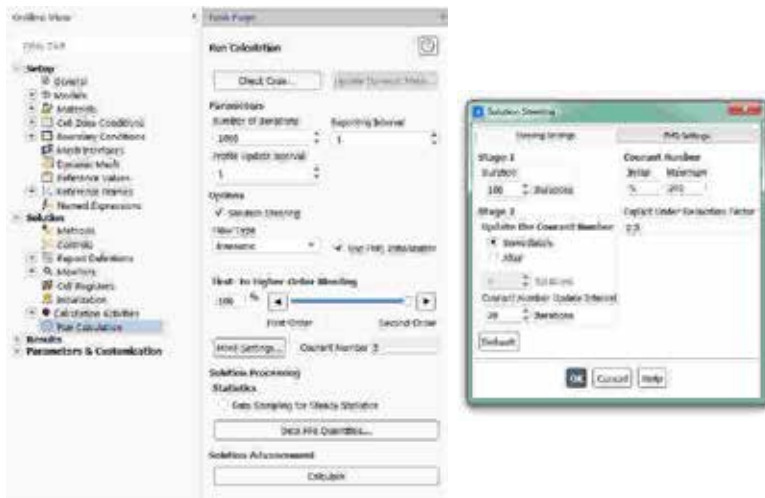 Outline View
Task Page
Filter Text
Setup
General
Models
Materials
Cell Zone Conditions
Boundary Conditions
Mesh Interfaces
Dynamic Mesh
Reference Values
Reference Frames
Named Expressions
Solution
Methods
Controls
Report Definitions
Monitors
Cell Registers
Initialization
Calculation Activities
Run Calculation
Results
Parameters & Customization
Run Calculation
Check Case...
Update Dynamic Mesh...
Parameters
Number of Iterations
Reporting Interval
1000
1
Profile Update Interval
1
Options
Solution Steering
Flow Type
Use FMG Initialization
First- to Higher-Order Blending
100 %
First-Order
Second-Order
More Settings...
Courant Number 5
Solution Processing
Statistics
Data Sampling for Steady Statistics
Data File Quantities...
Solution Advancement
Calculate
Solution Steering
Steering Settings
FMG Settings
Stage 1
Duration
100 Iterations
Courant Number
Initial Maximum
5 200
Stage 2
Update the Courant Number
Immediately
After
Iterations
Courant Number Update Interval
20 Iterations
Explicit Under-Relaxation Factor
Default
OK Cancel Help